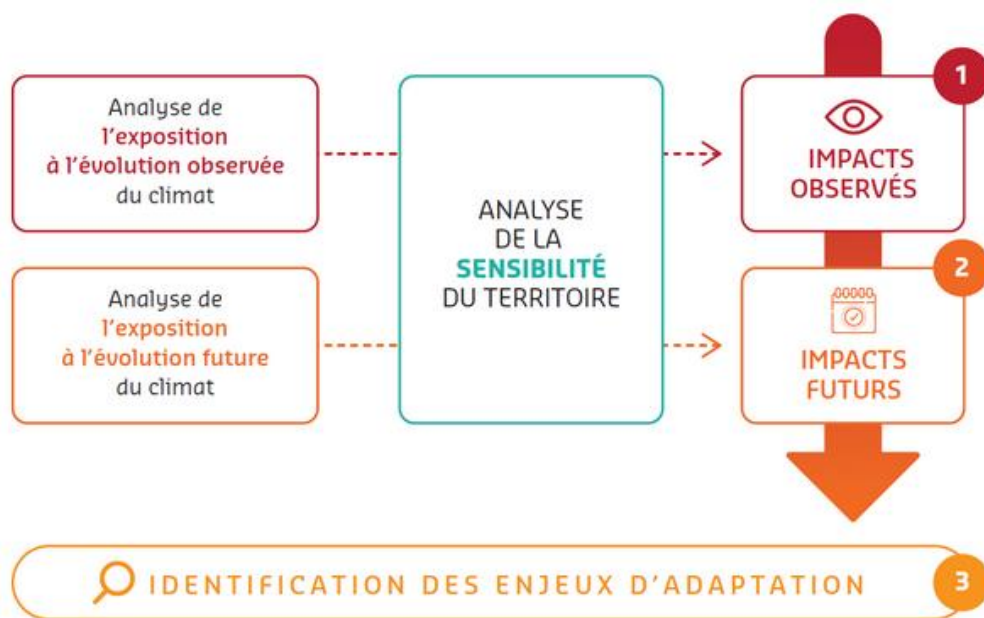 Analyse de
l'exposition
à l'évolution observée
du climat
ANALYSE
DE LA
SENSIBILITÉ
DU TERRITOIRE
1
IMPACTS
OBSERVÉS
Analyse de
l'exposition
à l'évolution future
du climat
2
IMPACTS
FUTURS
IDENTIFICATION DES ENJEUX D'ADAPTATION
3